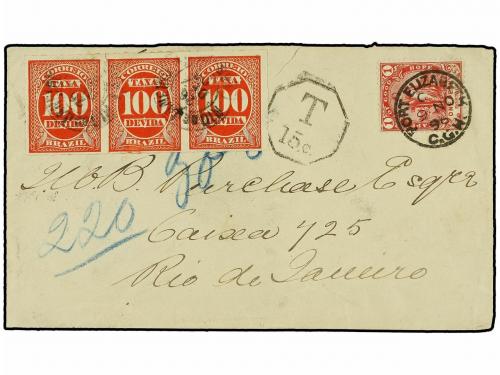 CORREIO CORREIO CORREIO
TAXA TAXA TAXA
100 100 100
DEVIDA DEVIDA DEVIDA
BRAZIL BRAZIL BRAZIL
T
15c
HOPE
PORT ELIZABETH
NO
C.G.H.
W. B. Purchase Esqre
220
Caixa 725
Rio de Janeiro